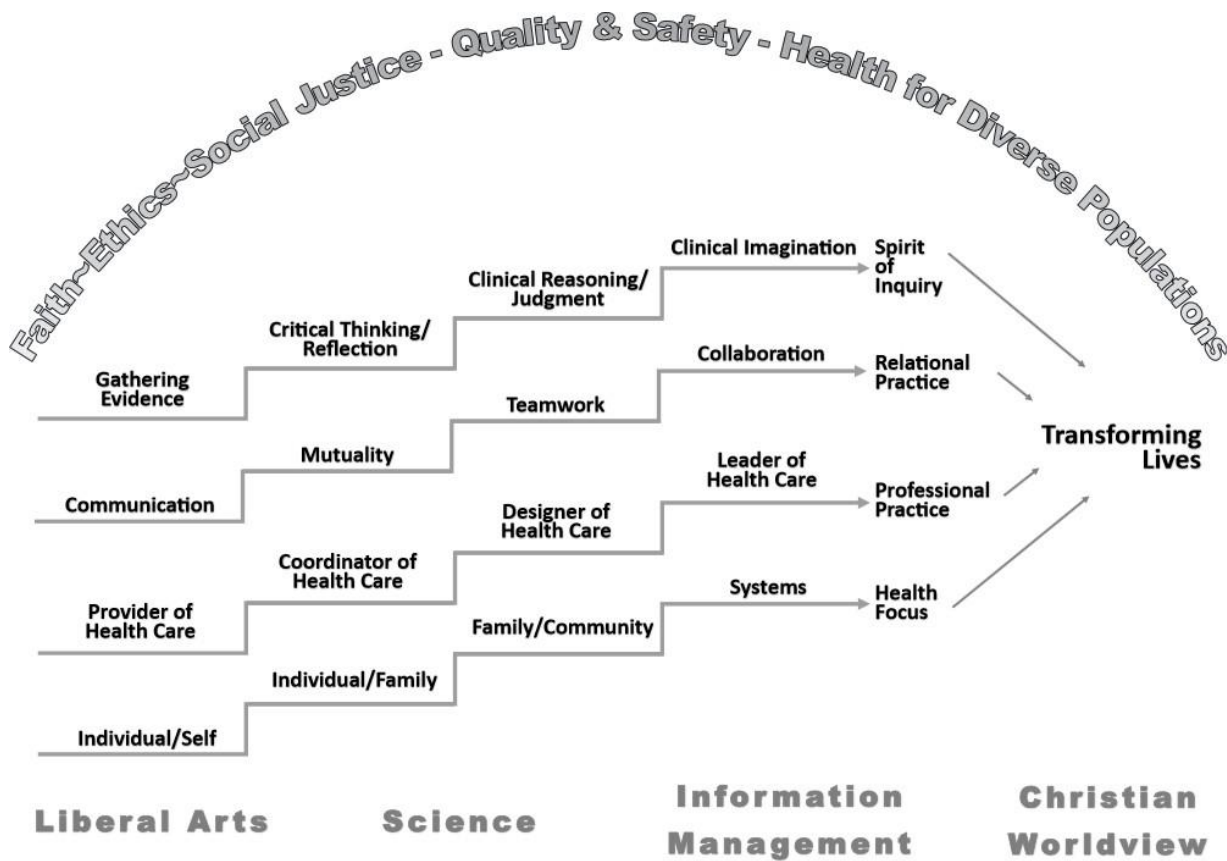 Faith~Ethics~Social Justice - Quality & Safety - Health for Diverse Populations
Clinical Imagination
Spirit
of
Inquiry
Clinical Reasoning/
Judgment
Critical Thinking/
Reflection
Gathering
Evidence
Collaboration
Relational
Practice
Teamwork
Mutuality
Communication
Transforming
Lives
Leader of
Health Care
Professional
Practice
Designer of
Health Care
Coordinator of
Health Care
Provider of
Health Care
Systems
Health
Focus
Family/Community
Individual/Family
Individual/Self
Liberal Arts
Science
Information
Management
Christian
Worldview